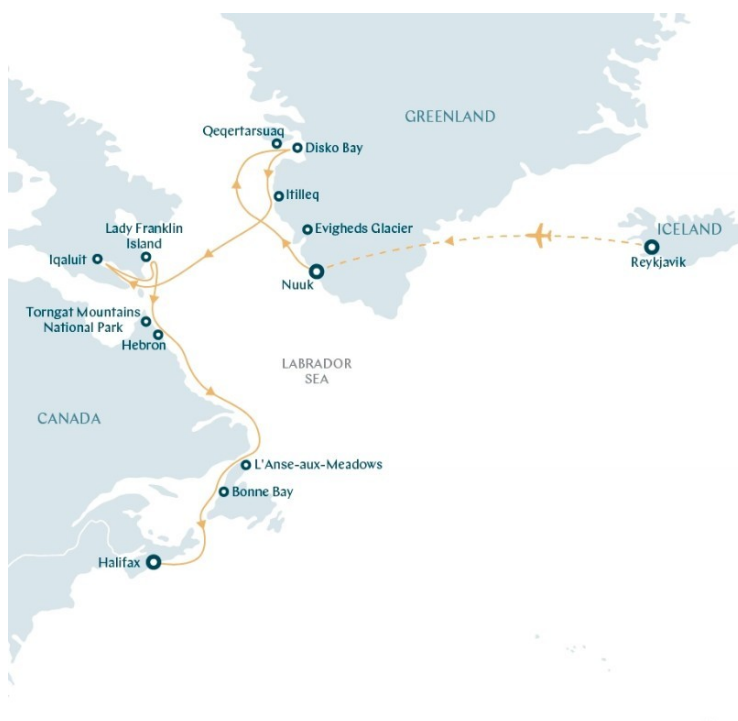 GREENLAND
Qeqertarsuaq
Disko Bay
Itilleq
Lady Franklin
Island
Evigheds Glacier
ICELAND
Iqaluit
Reykjavik
Nuuk
Torngat Mountains
National Park
Hebron
LABRADOR
SEA
CANADA
L'Anse-aux-Meadows
Bonne Bay
Halifax